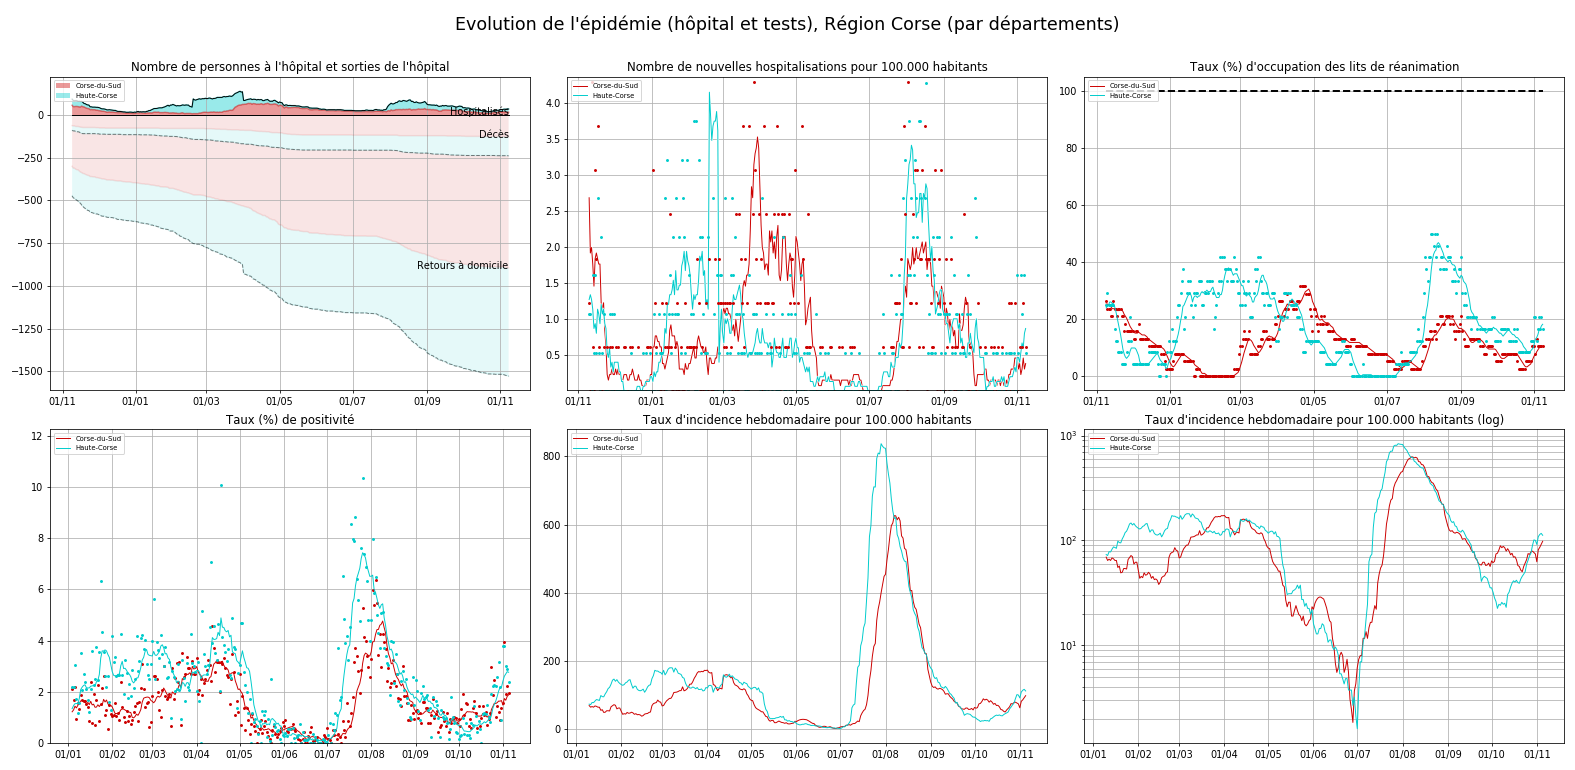 Evolution de l'épidémie (hôpital et tests), Région Corse (par départements)
Nombre de personnes à l'hôpital et sorties de l'hôpital
Corse-du-Sud
Haute-Corse
Hospitalisés
Décès
Retours à domicile
0
−250
−500
−750
−1000
−1250
−1500
01/11 01/01 01/03 01/05 01/07 01/09 01/11
Nombre de nouvelles hospitalisations pour 100.000 habitants
Corse-du-Sud
Haute-Corse
4.0
3.5
3.0
2.5
2.0
1.5
1.0
0.5
01/11 01/01 01/03 01/05 01/07 01/09 01/11
Taux (%) d'occupation des lits de réanimation
Corse-du-Sud
Haute-Corse
100
80
60
40
20
0
01/11 01/01 01/03 01/05 01/07 01/09 01/11
Taux (%) de positivité
Corse-du-Sud
Haute-Corse
12
10
8
6
4
2
0
01/01 01/02 01/03 01/04 01/05 01/06 01/07 01/08 01/09 01/10 01/11
Taux d'incidence hebdomadaire pour 100.000 habitants
Corse-du-Sud
Haute-Corse
800
600
400
200
0
01/01 01/02 01/03 01/04 01/05 01/06 01/07 01/08 01/09 01/10 01/11
Taux d'incidence hebdomadaire pour 100.000 habitants (log)
Corse-du-Sud
Haute-Corse
10³
10²
10¹
01/01 01/02 01/03 01/04 01/05 01/06 01/07 01/08 01/09 01/10 01/11